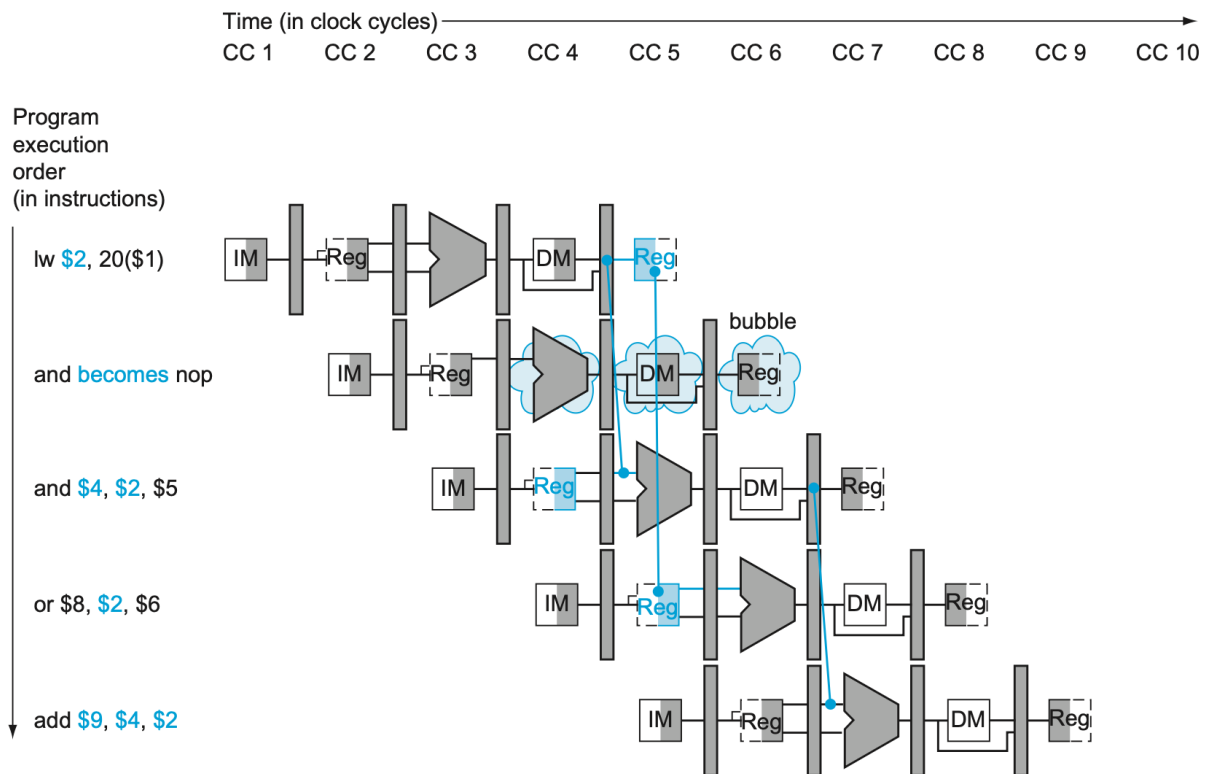 Time (in clock cycles)
CC 1 CC 2 CC 3 CC 4 CC 5 CC 6 CC 7 CC 8 CC 9 CC 10
Program
execution
order
(in instructions)
lw $2, 20($1) IM Reg DM Reg
bubble
and becomes nop IM Reg DM Reg
and $4, $2, $5 IM Reg DM Reg
or $8, $2, $6 IM Reg DM Reg
add $9, $4, $2 IM Reg DM Reg